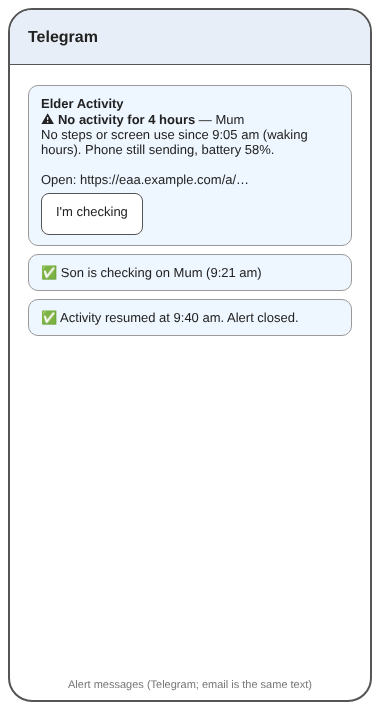 Telegram
Elder Activity
⚠ No activity for 4 hours — Mum
No steps or screen use since 9:05 am (waking
hours). Phone still sending, battery 58%.
Open: https://eaa.example.com/a/…
I'm checking
✅ Son is checking on Mum (9:21 am)
✅ Activity resumed at 9:40 am. Alert closed.
Alert messages (Telegram; email is the same text)